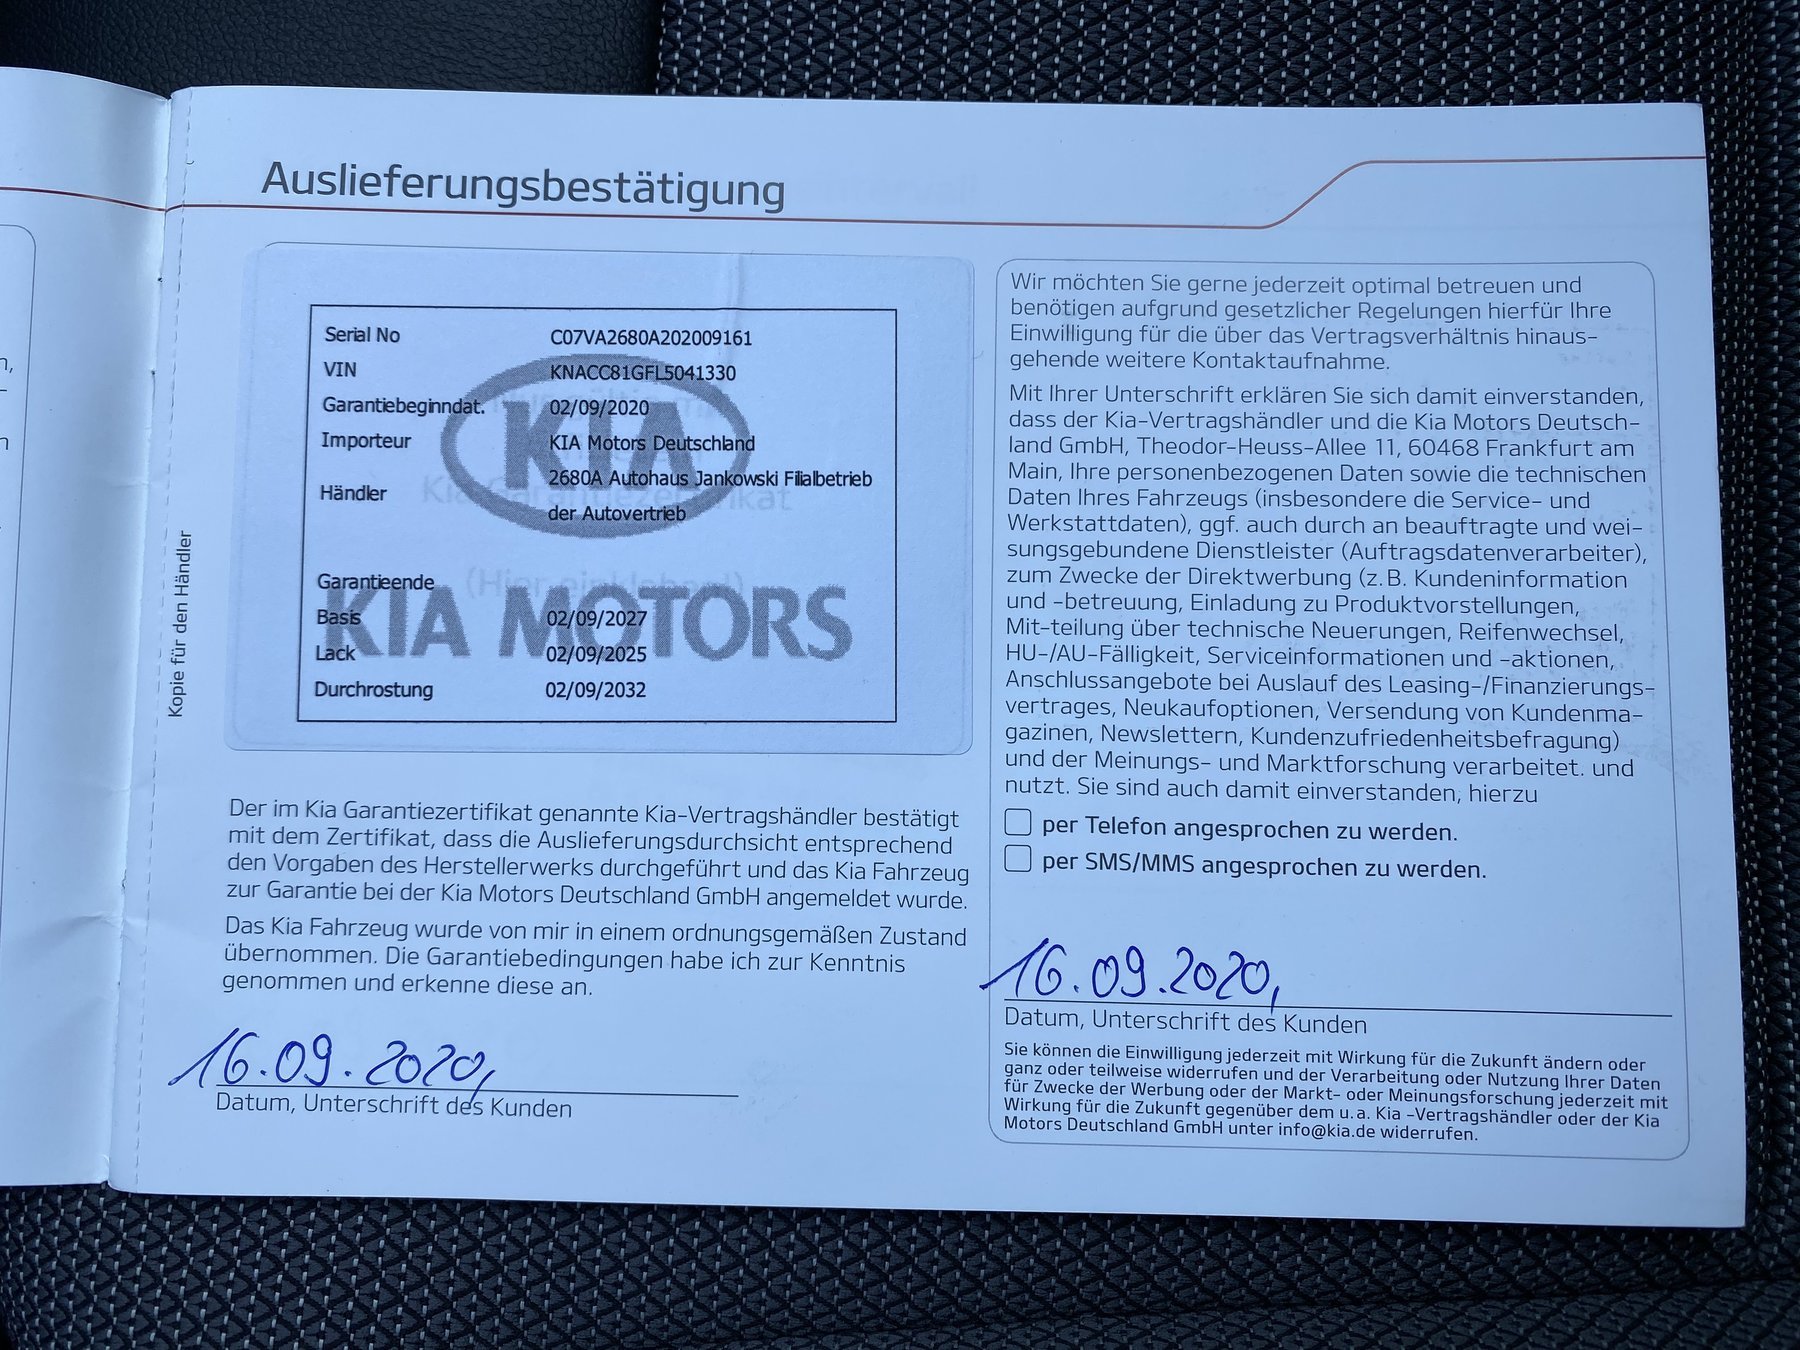 Auslieferungsbestätigung
Kopie für den Händler
Serial No C07VA2680A202009161
VIN KNACC81GFL5041330
Garantiebeginndat. 02/09/2020
Importeur KIA Motors Deutschland
Händler 2680A Autohaus Jankowski Filialbetrieb
der Autovertrieb
Garantieende
Basis 02/09/2027
Lack 02/09/2025
Durchrostung 02/09/2032
KIA
KIA MOTORS
Der im Kia Garantiezertifikat genannte Kia-Vertragshändler bestätigt
mit dem Zertifikat, dass die Auslieferungsdurchsicht entsprechend
den Vorgaben des Herstellerwerks durchgeführt und das Kia Fahrzeug
zur Garantie bei der Kia Motors Deutschland GmbH angemeldet wurde.
Das Kia Fahrzeug wurde von mir in einem ordnungsgemäßen Zustand
übernommen. Die Garantiebedingungen habe ich zur Kenntnis
genommen und erkenne diese an.
16.09.2020,
Datum, Unterschrift des Kunden
Wir möchten Sie gerne jederzeit optimal betreuen und
benötigen aufgrund gesetzlicher Regelungen hierfür Ihre
Einwilligung für die über das Vertragsverhältnis hinaus-
gehende weitere Kontaktaufnahme.
Mit Ihrer Unterschrift erklären Sie sich damit einverstanden,
dass der Kia-Vertragshändler und die Kia Motors Deutsch-
land GmbH, Theodor-Heuss-Allee 11, 60468 Frankfurt am
Main, Ihre personenbezogenen Daten sowie die technischen
Daten Ihres Fahrzeugs (insbesondere die Service- und
Werkstattdaten), ggf. auch durch an beauftragte und wei-
sungsgebundene Dienstleister (Auftragsdatenverarbeiter),
zum Zwecke der Direktwerbung (z.B. Kundeninformation
und -betreuung, Einladung zu Produktvorstellungen,
Mit-teilung über technische Neuerungen, Reifenwechsel,
HU-/AU-Fälligkeit, Serviceinformationen und -aktionen,
Anschlussangebote bei Auslauf des Leasing-/Finanzierungs-
vertrages, Neukaufoptionen, Versendung von Kundenma-
gazinen, Newslettern, Kundenzufriedenheitsbefragung)
und der Meinungs- und Marktforschung verarbeitet. und
nutzt. Sie sind auch damit einverstanden, hierzu
per Telefon angesprochen zu werden.
per SMS/MMS angesprochen zu werden.
16.09.2020,
Datum, Unterschrift des Kunden
Sie können die Einwilligung jederzeit mit Wirkung für die Zukunft ändern oder
ganz oder teilweise widerrufen und der Verarbeitung oder Nutzung Ihrer Daten
für Zwecke der Werbung oder der Markt- oder Meinungsforschung jederzeit mit
Wirkung für die Zukunft gegenüber dem u.a. Kia -Vertragshändler oder der Kia
Motors Deutschland GmbH unter info@kia.de widerrufen.